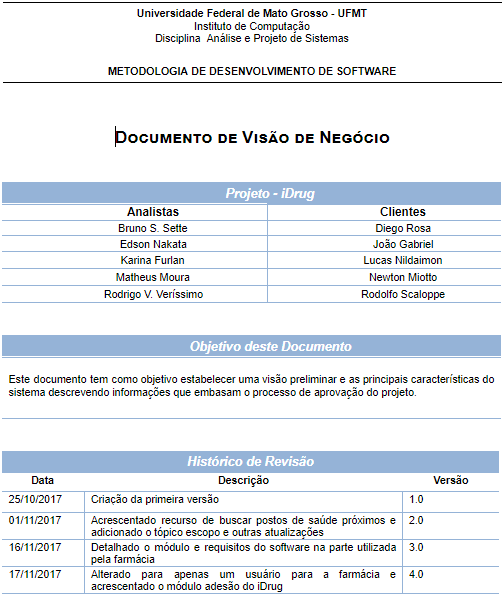 Universidade Federal de Mato Grosso - UFMT
Instituto de Computação
Disciplina Análise e Projeto de Sistemas
METODOLOGIA DE DESENVOLVIMENTO DE SOFTWARE
DOCUMENTO DE VISÃO DE NEGÓCIO
Projeto - iDrug
Analistas Clientes
Bruno S. Sette Diego Rosa
Edson Nakata João Gabriel
Karina Furlan Lucas Nildaimon
Matheus Moura Newton Miotto
Rodrigo V. Veríssimo Rodolfo Scaloppe
Objetivo deste Documento
Este documento tem como objetivo estabelecer uma visão preliminar e as principais características do
sistema descrevendo informações que embasam o processo de aprovação do projeto.
Histórico de Revisão
Data Descrição Versão
25/10/2017 Criação da primeira versão 1.0
01/11/2017 Acrescentado recurso de buscar postos de saúde próximos e 2.0
adicionado o tópico escopo e outras atualizações
16/11/2017 Detalhado o módulo e requisitos do software na parte utilizada 3.0
pela farmácia
17/11/2017 Alterado para apenas um usuário para a farmácia e 4.0
acrescentado o módulo adesão do iDrug